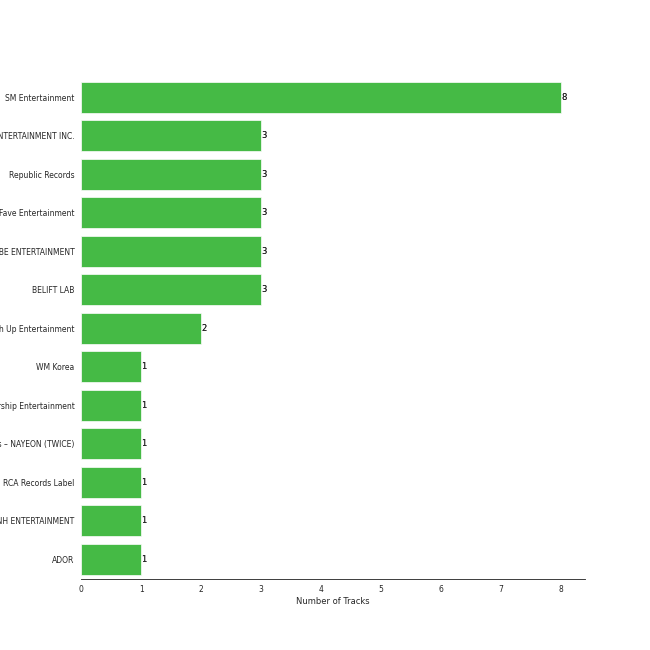 SM Entertainment 8
NTERTAINMENT INC. 3
Republic Records 3
Fave Entertainment 3
BE ENTERTAINMENT 3
BELIFT LAB 3
h Up Entertainment 2
WM Korea 1
rship Entertainment 1
s – NAYEON (TWICE) 1
RCA Records Label 1
NH ENTERTAINMENT 1
ADOR 1
0 1 2 3 4 5 6 7 8
Number of Tracks